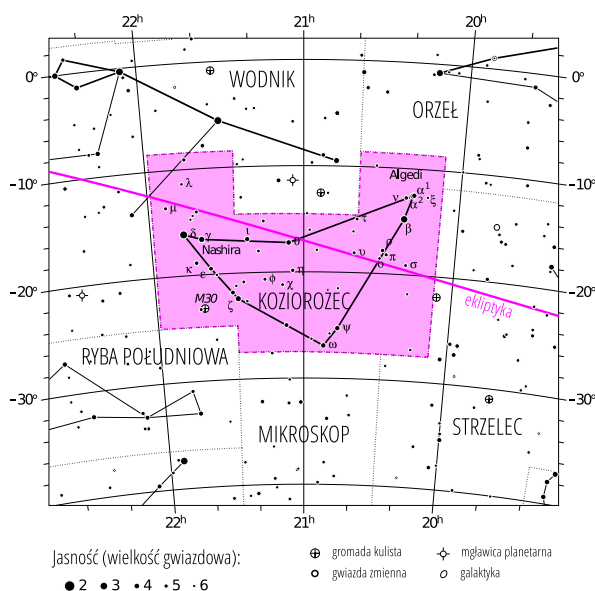 22h 21h 20h
WODNIK
0° 0°
ORZEŁ
Algedi
−10° −10°
λ ν α1 ξ
μ α2
τ β
δ γ ι θ
Nashira υ ρ
ο π
κ ε η σ
φ χ
M30 ζ KOZIOROŻEC
−20° −20°
ekliptyka
ψ
ω
RYBA POŁUDNIOWA
−30° −30°
MIKROSKOP STRZELEC
22h 21h 20h
Jasność (wielkość gwiazdowa):
2 3 4 5 6
gromada kulista mgławica planetarna
gwiazda zmienna galaktyka